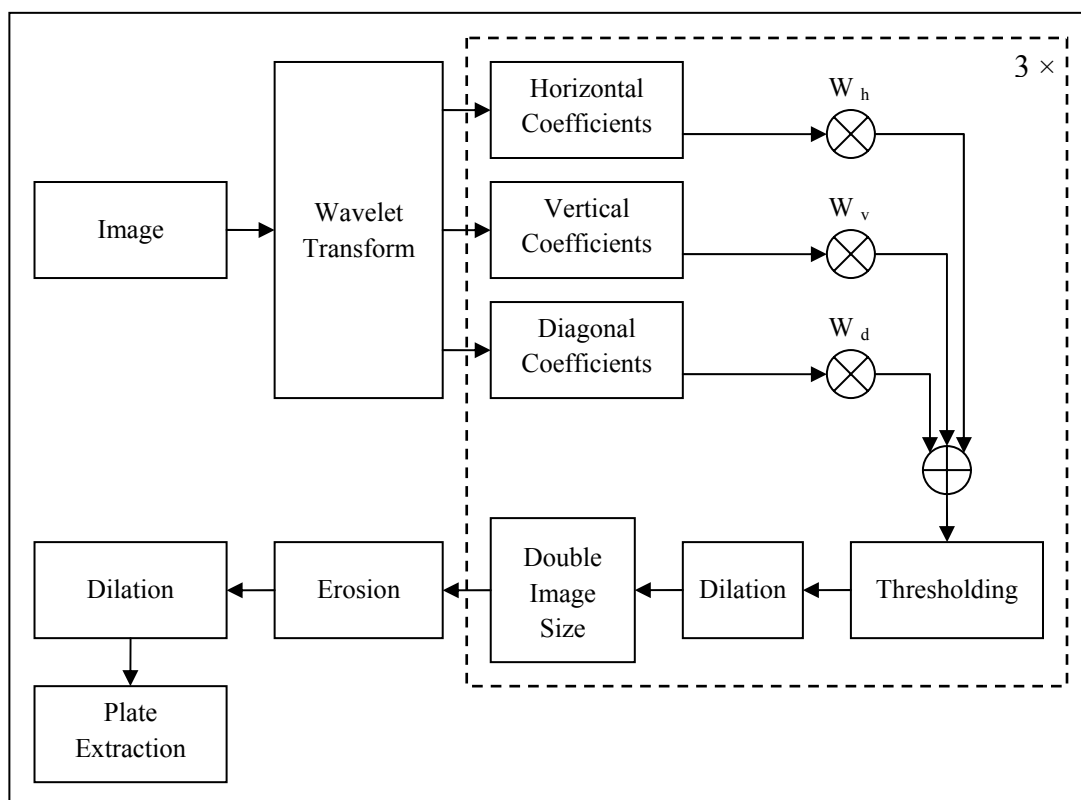 3 ×
Image
Wavelet
Transform
Horizontal
Coefficients
W h
Vertical
Coefficients
W v
Diagonal
Coefficients
W d
Thresholding
Dilation
Double
Image
Size
Erosion
Dilation
Plate
Extraction